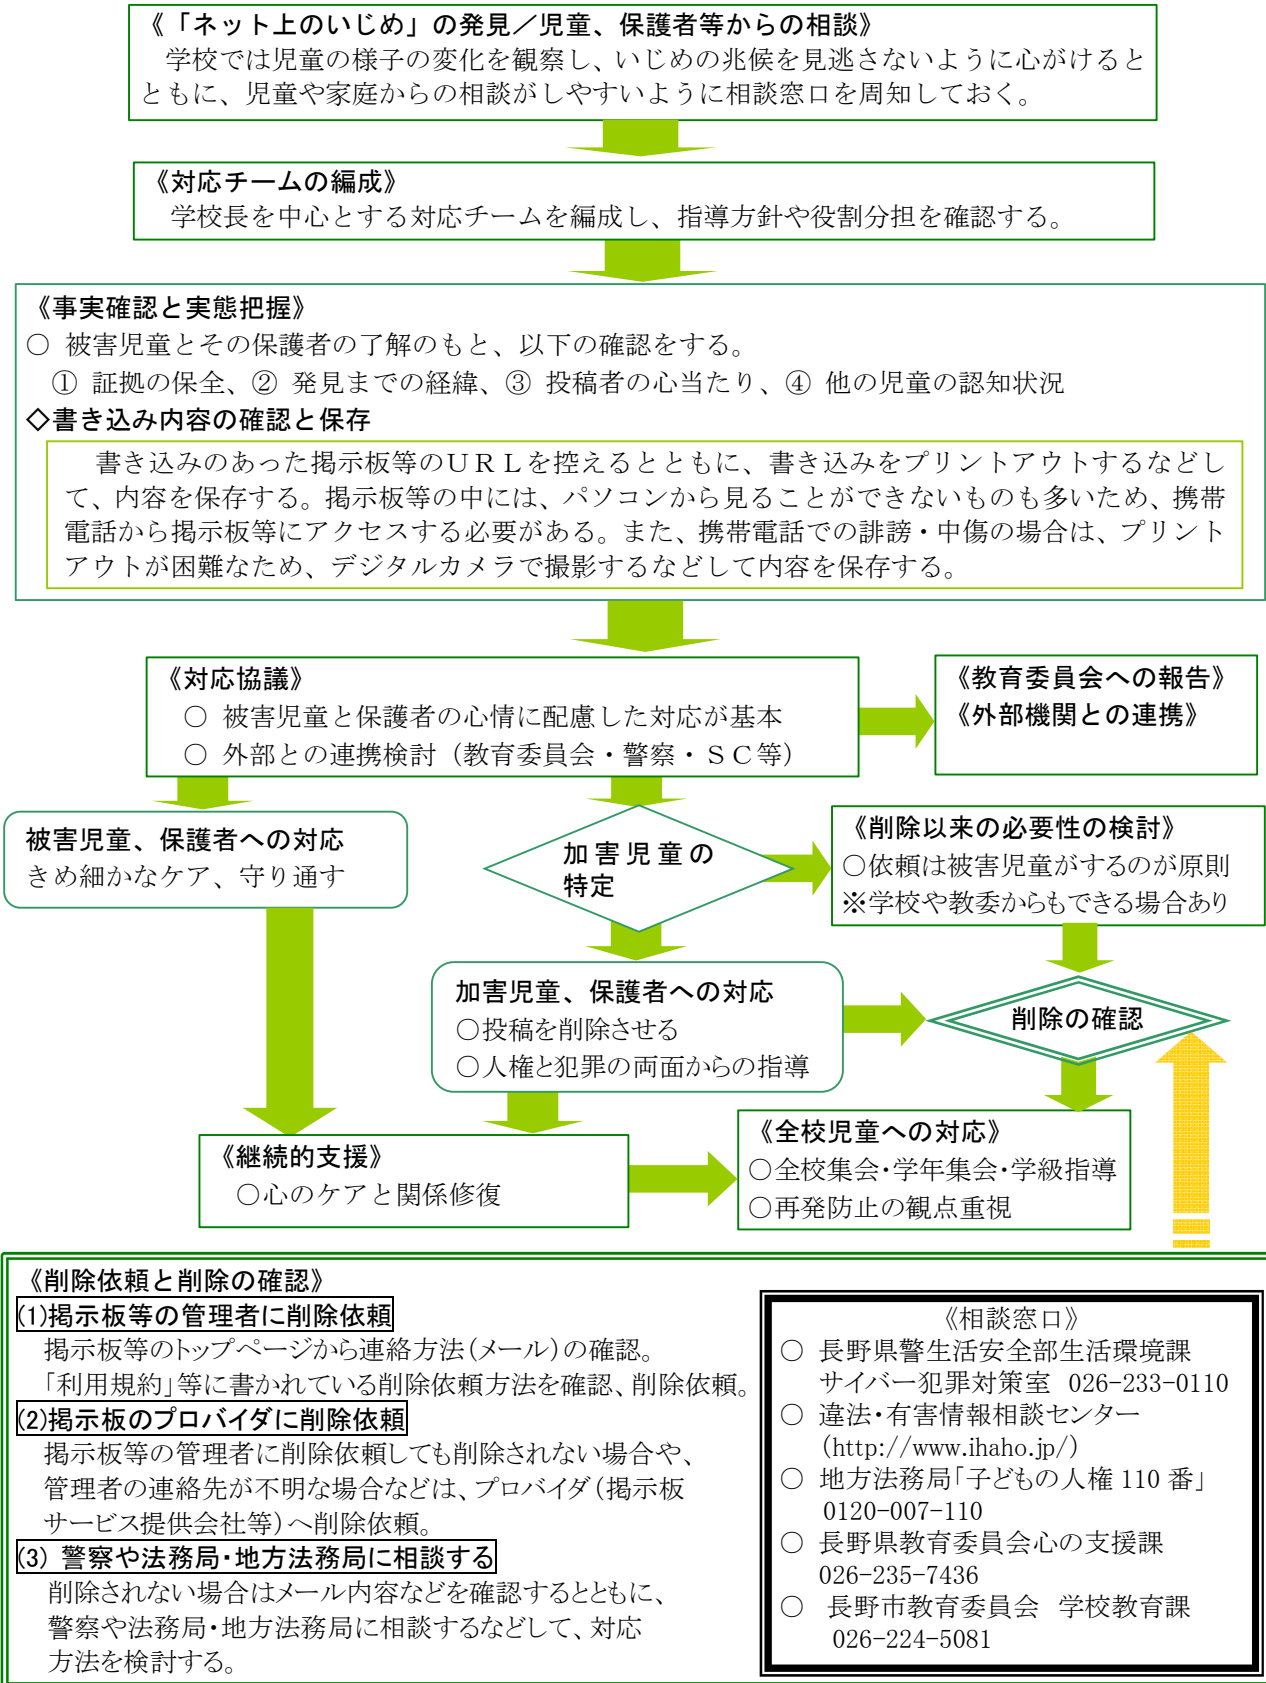 《「ネット上のいじめ」の発見／児童、保護者等からの相談》
学校では児童の様子の変化を観察し、いじめの兆候を見逃さないように心がけると
ともに、児童や家庭からの相談がしやすいように相談窓口を周知しておく。
《対応チームの編成》
学校長を中心とする対応チームを編成し、指導方針や役割分担を確認する。
《事実確認と実態把握》
○ 被害児童とその保護者の了解のもと、以下の確認をする。
① 証拠の保全、② 発見までの経緯、③ 投稿者の心当たり、④ 他の児童の認知状況
◇書き込み内容の確認と保存
書き込みのあった掲示板等のＵＲＬを控えるとともに、書き込みをプリントアウトするなどし
て、内容を保存する。掲示板等の中には、パソコンから見ることができないものも多いため、携帯
電話から掲示板等にアクセスする必要がある。また、携帯電話での誹謗・中傷の場合は、プリント
アウトが困難なため、デジタルカメラで撮影するなどして内容を保存する。
《対応協議》
○ 被害児童と保護者の心情に配慮した対応が基本
○ 外部との連携検討（教育委員会・警察・ＳＣ等）
《教育委員会への報告》
《外部機関との連携》
被害児童、保護者への対応
きめ細かなケア、守り通す
加害児童の
特定
《削除以来の必要性の検討》
○依頼は被害児童がするのが原則
※学校や教委からもできる場合あり
加害児童、保護者への対応
○投稿を削除させる
○人権と犯罪の両面からの指導
削除の確認
《継続的支援》
○心のケアと関係修復
《全校児童への対応》
○全校集会・学年集会・学級指導
○再発防止の観点重視
《削除依頼と削除の確認》
(1)掲示板等の管理者に削除依頼
掲示板等のトップページから連絡方法（メール）の確認。
「利用規約」等に書かれている削除依頼方法を確認、削除依頼。
(2)掲示板のプロバイダに削除依頼
掲示板等の管理者に削除依頼しても削除されない場合や、
管理者の連絡先が不明な場合などは、プロバイダ（掲示板
サービス提供会社等）へ削除依頼。
(3) 警察や法務局・地方法務局に相談する
削除されない場合はメール内容などを確認するとともに、
警察や法務局・地方法務局に相談するなどして、対応
方法を検討する。
《相談窓口》
○ 長野県警生活安全部生活環境課
サイバー犯罪対策室 026-233-0110
○ 違法・有害情報相談センター
(http://www.ihaho.jp/)
○ 地方法務局「子どもの人権 110 番」
0120-007-110
○ 長野県教育委員会心の支援課
026-235-7436
○ 長野市教育委員会 学校教育課
026-224-5081